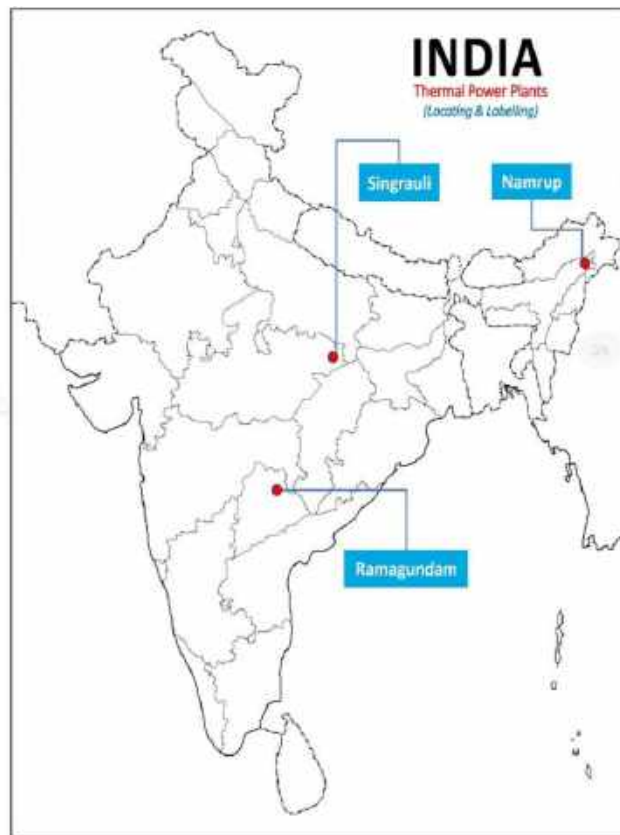 INDIA
Thermal Power Plants
(Locating & Labelling)
Singrauli
Namrup
Ramagundam